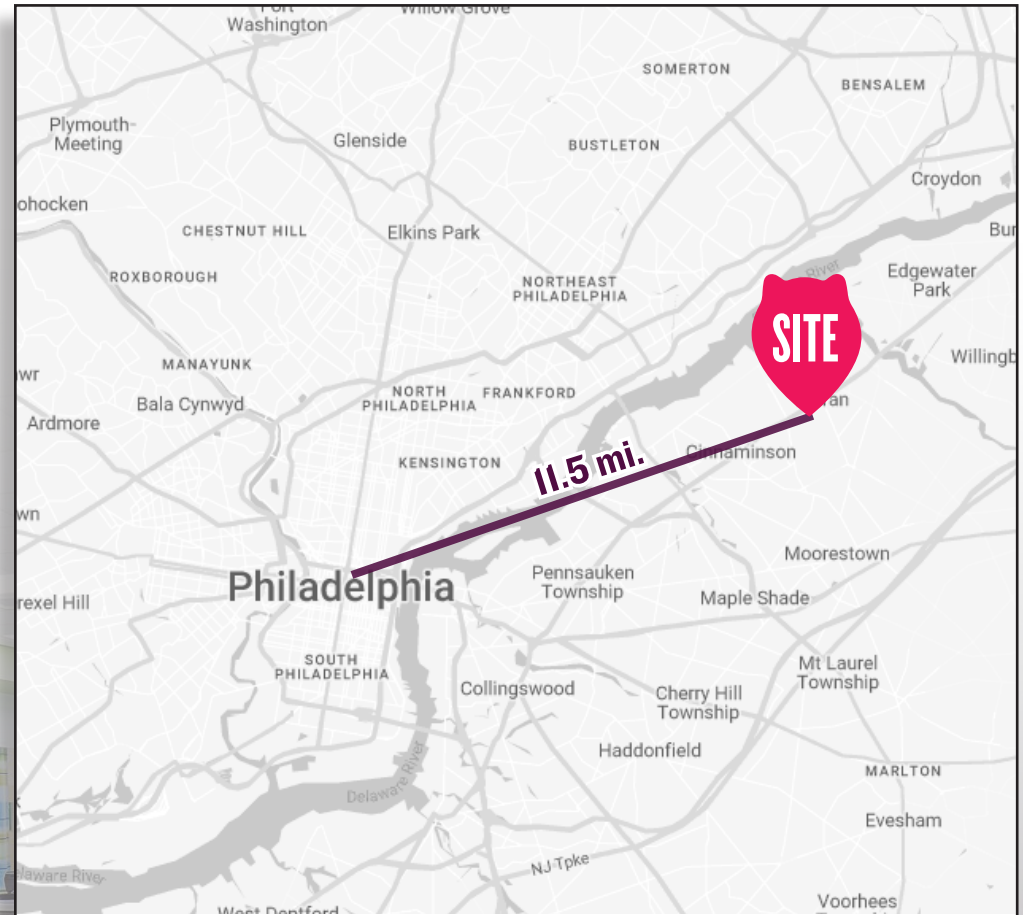 Washington
Willow Grove
SOMERTON
BENSALEM
Plymouth-
Meeting
Glenside
BUSTLETON
Croydon
ohocken
CHESTNUT HILL
Elkins Park
Bur
ROXBOROUGH
NORTHEAST
PHILADELPHIA
River
Edgewater
Park
SITE
MANAYUNK
Willingb
wr
NORTH
PHILADELPHIA
FRANKFORD
Bala Cynwyd
ran
Ardmore
Cinnaminson
KENSINGTON
11.5 mi.
wn
Moorestown
Philadelphia
Pennsauken
Township
rexel Hill
Maple Shade
SOUTH
PHILADELPHIA
Mt Laurel
Township
Collingswood
Cherry Hill
Township
Haddonfield
MARLTON
Delaware River
Evesham
NJ Tpke
elaware River
Voorhees
West Deptford